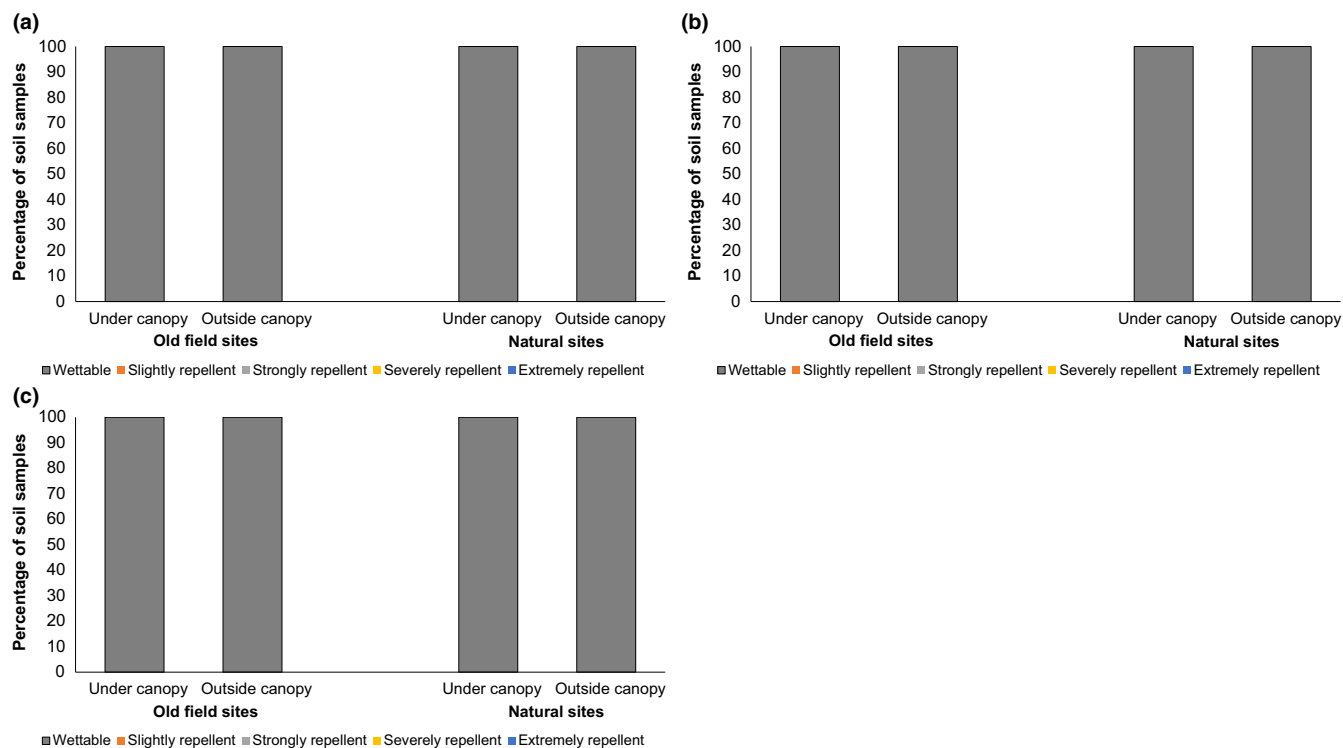 (a)
Percentage of soil samples
100
90
80
70
60
50
40
30
20
10
0
Under canopy Outside canopy Under canopy Outside canopy
Old field sites Natural sites
Wettable Slightly repellent Strongly repellent Severely repellent Extremely repellent
(b)
Percentage of soil samples
100
90
80
70
60
50
40
30
20
10
0
Under canopy Outside canopy Under canopy Outside canopy
Old field sites Natural sites
Wettable Slightly repellent Strongly repellent Severely repellent Extremely repellent
(c)
Percentage of soil samples
100
90
80
70
60
50
40
30
20
10
0
Under canopy Outside canopy Under canopy Outside canopy
Old field sites Natural sites
Wettable Slightly repellent Strongly repellent Severely repellent Extremely repellent